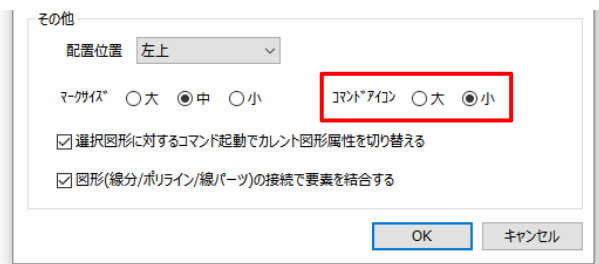 その他
配置位置 左上
マークサイズ 大 中 小 コマンドアイコン 大 小
選択図形に対するコマンド起動でカレント図形属性を切り替える
図形(線分/ポリライン/線パーツ)の接続で要素を結合する
OK キャンセル